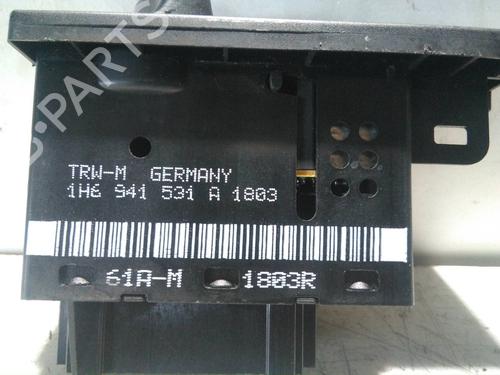 B-PARTS
TRW-M GERMANY
1H6 941 531 A 1803
61A-M 1803R